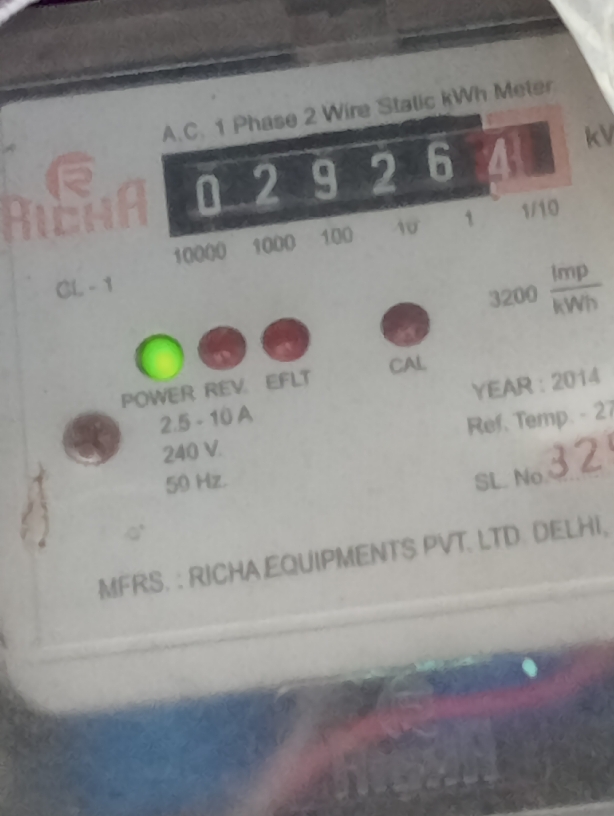 A.C. 1 Phase 2 Wire Static kWh Meter
RICHA
0 2 9 2 6 4
10000 1000 100 10 1 1/10
CL - 1
3200 Imp
kWh
POWER REV. EFLT CAL
2.5 - 10 A
240 V.
50 Hz.
YEAR : 2014
Ref. Temp. - 27
SL. No. 32
MFRS. : RICHA EQUIPMENTS PVT. LTD. DELHI,